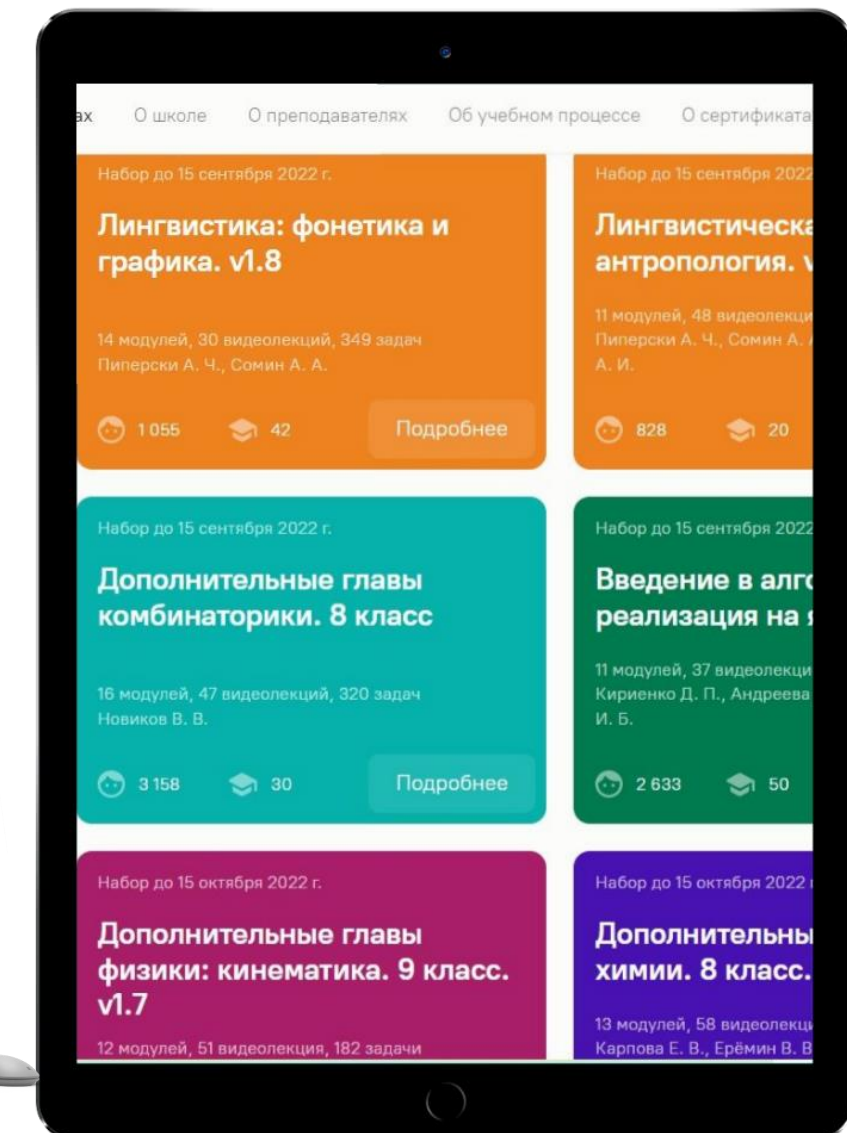 ах О школе О преподавателях Об учебном процессе О сертификата
Набор до 15 сентября 2022 г.
Лингвистика: фонетика и
графика. v1.8
14 модулей, 30 видеолекций, 349 задач
Пиперски А. Ч., Сомин А. А.
1 055 42 Подробнее
Набор до 15 сентября 2022
Лингвистическа
антропология. v
11 модулей, 48 видеолекци
Пиперски А. Ч., Сомин А. А
А. И.
828 20
Набор до 15 сентября 2022 г.
Дополнительные главы
комбинаторики. 8 класс
16 модулей, 47 видеолекций, 320 задач
Новиков В. В.
3 158 30 Подробнее
Набор до 15 сентября 2022
Введение в алго
реализация на я
11 модулей, 37 видеолекци
Кириенко Д. П., Андреева
И. Б.
2 633 50
Набор до 15 октября 2022 г.
Дополнительные главы
физики: кинематика. 9 класс.
v1.7
12 модулей, 51 видеолекция, 182 задачи
Набор до 15 октября 2022 г
Дополнительны
химии. 8 класс.
13 модулей, 58 видеолекци
Карпова Е. В., Ерёмин В. В